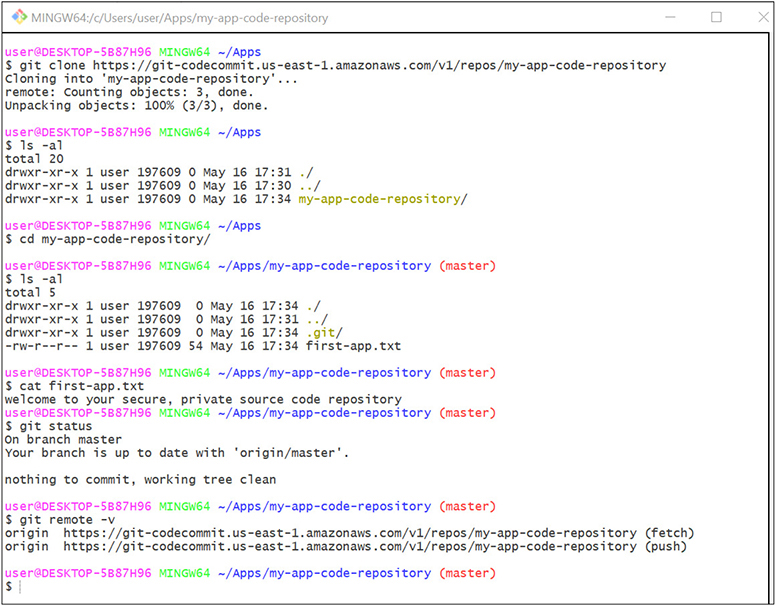 MINGW64:/c/Users/user/Apps/my-app-code-repository
user@DESKTOP-5B87H96 MINGW64 ~/Apps
$ git clone https://git-codecommit.us-east-1.amazonaws.com/v1/repos/my-app-code-repository
Cloning into 'my-app-code-repository'...
remote: Counting objects: 3, done.
Unpacking objects: 100% (3/3), done.
user@DESKTOP-5B87H96 MINGW64 ~/Apps
$ ls -al
total 20
drwxr-xr-x 1 user 197609 0 May 16 17:31 ./
drwxr-xr-x 1 user 197609 0 May 16 17:30 ../
drwxr-xr-x 1 user 197609 0 May 16 17:34 my-app-code-repository/
user@DESKTOP-5B87H96 MINGW64 ~/Apps
$ cd my-app-code-repository/
user@DESKTOP-5B87H96 MINGW64 ~/Apps/my-app-code-repository (master)
$ ls -al
total 5
drwxr-xr-x 1 user 197609  0 May 16 17:34 ./
drwxr-xr-x 1 user 197609  0 May 16 17:31 ../
drwxr-xr-x 1 user 197609  0 May 16 17:34 .git/
-rw-r--r-- 1 user 197609 54 May 16 17:34 first-app.txt
user@DESKTOP-5B87H96 MINGW64 ~/Apps/my-app-code-repository (master)
$ cat first-app.txt
welcome to your secure, private source code repository
user@DESKTOP-5B87H96 MINGW64 ~/Apps/my-app-code-repository (master)
$ git status
On branch master
Your branch is up to date with 'origin/master'.
nothing to commit, working tree clean
user@DESKTOP-5B87H96 MINGW64 ~/Apps/my-app-code-repository (master)
$ git remote -v
origin  https://git-codecommit.us-east-1.amazonaws.com/v1/repos/my-app-code-repository (fetch)
origin  https://git-codecommit.us-east-1.amazonaws.com/v1/repos/my-app-code-repository (push)
user@DESKTOP-5B87H96 MINGW64 ~/Apps/my-app-code-repository (master)
$